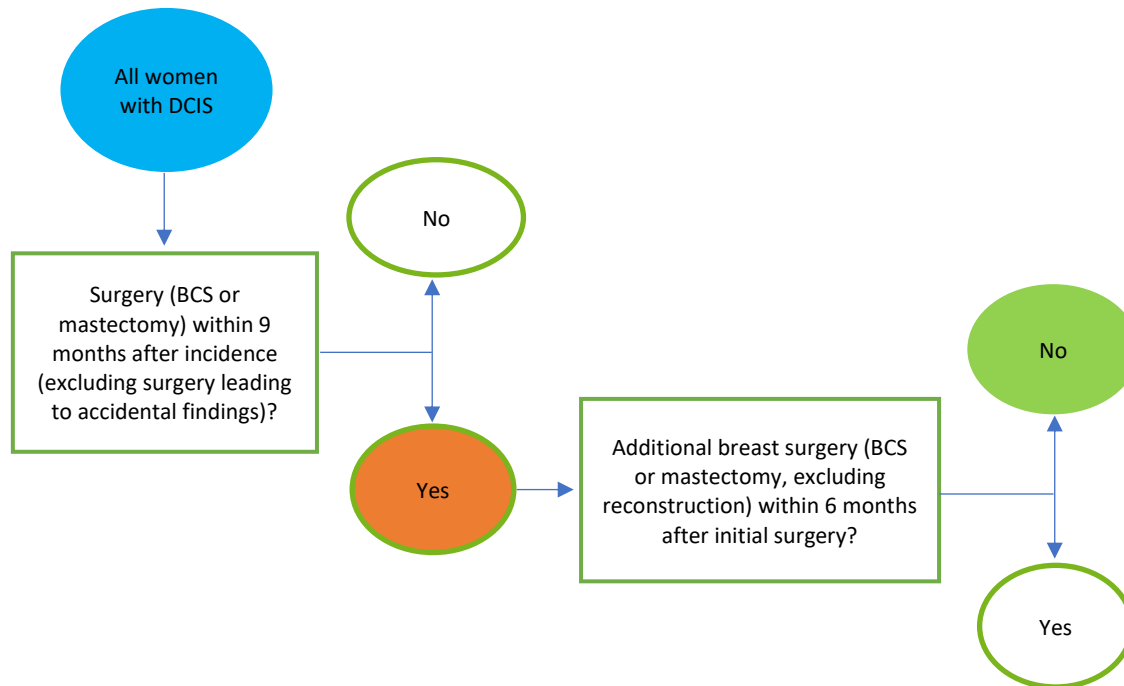 All women
with DCIS
No
Surgery (BCS or
mastectomy) within 9
months after incidence
(excluding surgery leading
to accidental findings)?
Yes
Additional breast surgery (BCS
or mastectomy, excluding
reconstruction) within 6 months
after initial surgery?
No
Yes